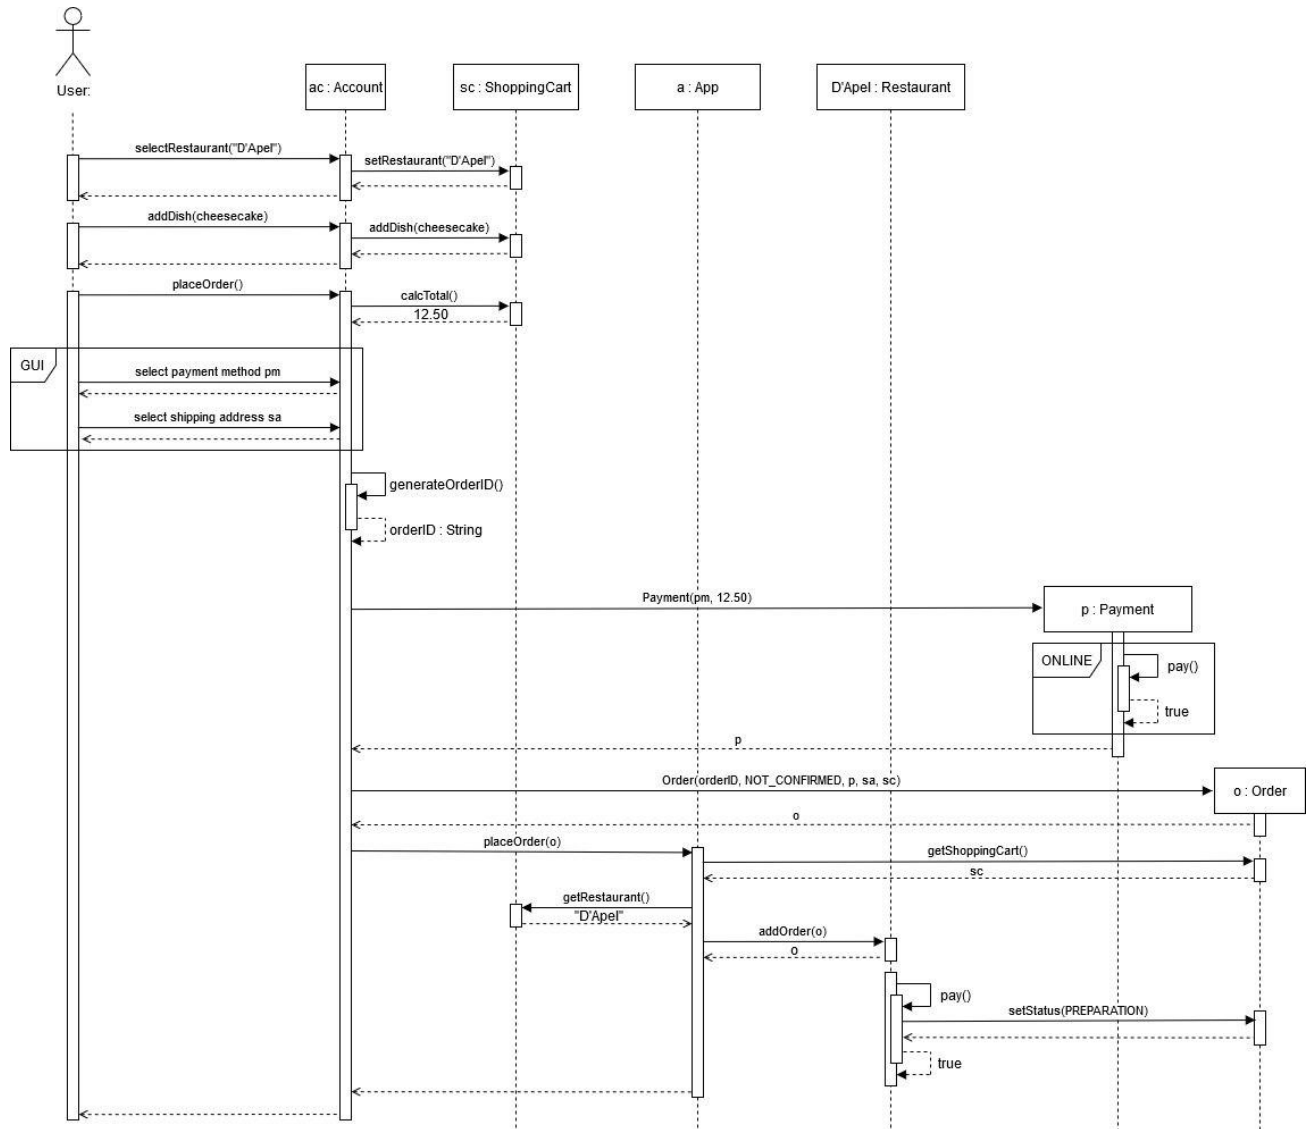 User:
ac : Account
sc : ShoppingCart
a : App
D'Apel : Restaurant
selectRestaurant("D'Apel")
setRestaurant("D'Apel")
addDish(cheesecake)
addDish(cheesecake)
placeOrder()
calcTotal()
12.50
GUI
select payment method pm
select shipping address sa
generateOrderID()
orderID : String
Payment(pm, 12.50)
p : Payment
ONLINE
pay()
true
p
Order(orderID, NOT_CONFIRMED, p, sa, sc)
o : Order
o
placeOrder(o)
getShoppingCart()
sc
getRestaurant()
"D'Apel"
addOrder(o)
o
pay()
setStatus(PREPARATION)
true